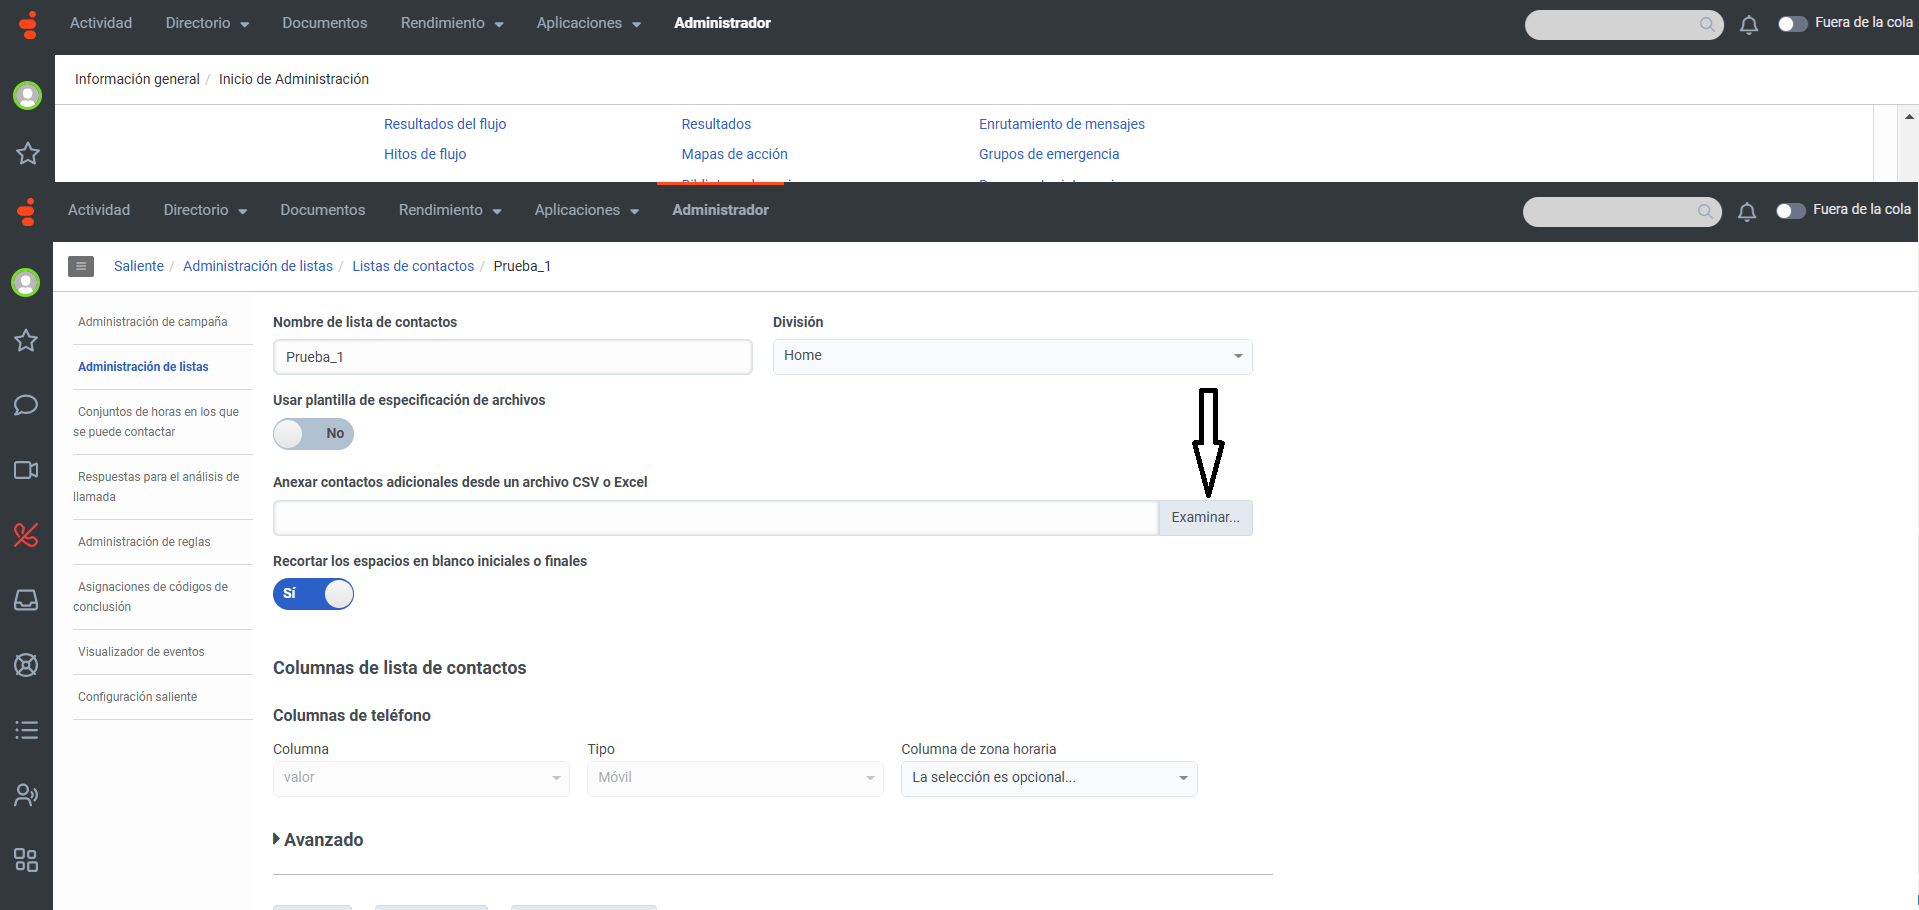 Actividad Directorio Documentos Rendimiento Aplicaciones Administrador Fuera de la cola
Información general / Inicio de Administración
Resultados del flujo Resultados Enrutamiento de mensajes
Hitos de flujo Mapas de acción Grupos de emergencia
Actividad Directorio Documentos Rendimiento Aplicaciones Administrador Fuera de la cola
Saliente / Administración de listas / Listas de contactos / Prueba_1
Administración de campaña
Administración de listas
Conjuntos de horas en los que
se puede contactar
Respuestas para el análisis de
llamada
Administración de reglas
Asignaciones de códigos de
conclusión
Visualizador de eventos
Configuración saliente
Nombre de lista de contactos División
Prueba_1 Home
Usar plantilla de especificación de archivos
No
Anexar contactos adicionales desde un archivo CSV o Excel
Examinar...
Recortar los espacios en blanco iniciales o finales
Sí
Columnas de lista de contactos
Columnas de teléfono
Columna Tipo Columna de zona horaria
valor Móvil La selección es opcional...
Avanzado